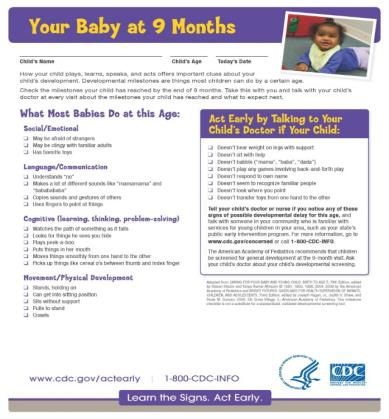 Your Baby at 9 Months
Child's Name Child's Age Today's Date
How your child plays, learns, speaks, and acts offers important clues about your
child's development. Developmental milestones are things most children can do by a certain age.
Check the milestones your child has reached by the end of 9 months. Take this with you and talk with your child's
doctor at every visit about the milestones your child has reached and what to expect next.
What Most Babies Do at this Age:
Social/Emotional
May be afraid of strangers
May be clingy with familiar adults
Has favorite toys
Language/Communication
Understands "no"
Makes a lot of different sounds like "mamamama" and
"bababababa"
Copies sounds and gestures of others
Uses fingers to point at things
Cognitive (learning, thinking, problem-solving)
Watches the path of something as it falls
Looks for things he sees you hide
Plays peek-a-boo
Puts things in her mouth
Moves things smoothly from one hand to the other
Picks up things like cereal o's between thumb and index finger
Movement/Physical Development
Stands, holding on
Can get into sitting position
Sits without support
Pulls to stand
Crawls
Act Early by Talking to Your
Child's Doctor if Your Child:
Doesn't bear weight on legs with support
Doesn't sit with help
Doesn't babble ("mama", "baba", "dada")
Doesn't play any games involving back-and-forth play
Doesn't respond to own name
Doesn't seem to recognize familiar people
Doesn't look where you point
Doesn't transfer toys from one hand to the other
Tell your child's doctor or nurse if you notice any of these
signs of possible developmental delay for this age, and
talk with someone in your community who is familiar with
services for young children in your area, such as your state's
public early intervention program. For more information, go to
www.cdc.gov/concerned or call 1-800-CDC-INFO.
The American Academy of Pediatrics recommends that children
be screened for general development at the 9-month visit. Ask
your child's doctor about your child's developmental screening.
www.cdc.gov/actearly | 1-800-CDC-INFO
CDC
Learn the Signs. Act Early.